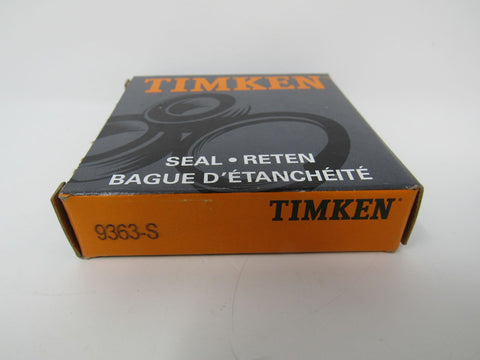 TIMKEN
SEAL • RETEN
BAGUE D'ÉTANCHÉITÉ
TIMKEN®
9363-S